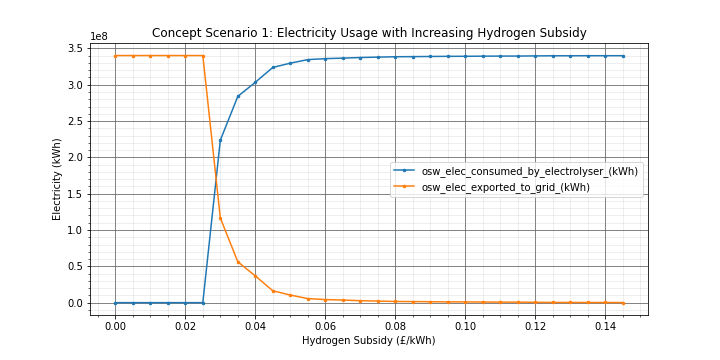 Concept Scenario 1: Electricity Usage with Increasing Hydrogen Subsidy
1e8
3.5
3.0
2.5
2.0
1.5
1.0
0.5
0.0
Electricity (kWh)
osw_elec_consumed_by_electrolyser_(kWh)
osw_elec_exported_to_grid_(kWh)
0.00 0.02 0.04 0.06 0.08 0.10 0.12 0.14
Hydrogen Subsidy (£/kWh)